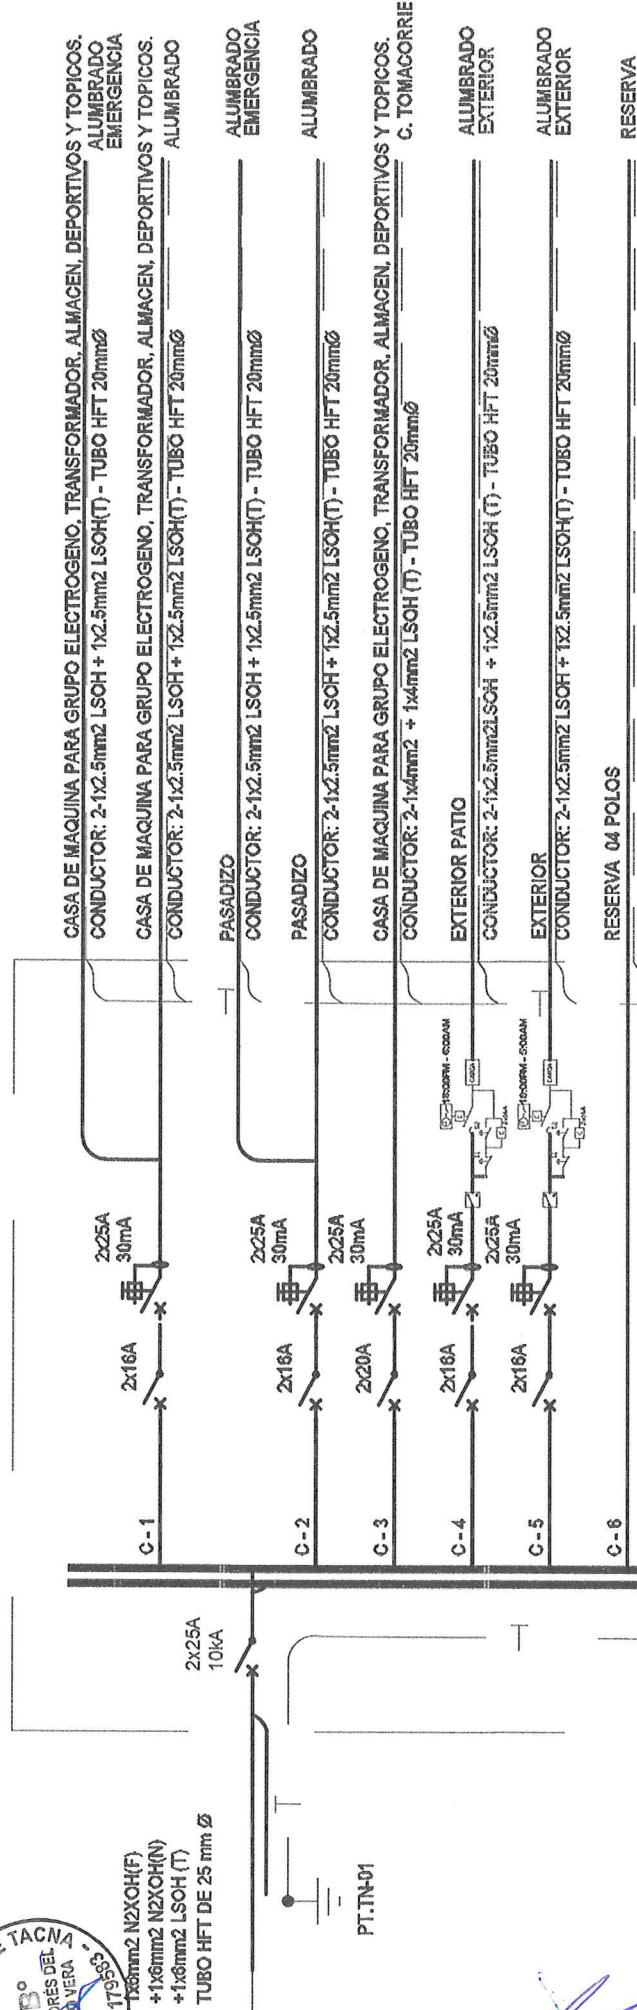 CASA DE MAQUINA PARA GRUPO ELECTROGENO, TRANSFORMADOR, ALMACEN, DEPORTIVOS Y TOPICOS.
ALUMBRADO
EMERGENCIA
CONDUCTOR: 2-1x2.5mm2 LSOH + 1x2.5mm2 LSOH(T) - TUBO HFT 20mmØ
CASA DE MAQUINA PARA GRUPO ELECTROGENO, TRANSFORMADOR, ALMACEN, DEPORTIVOS Y TOPICOS.
ALUMBRADO
CONDUCTOR: 2-1x2.5mm2 LSOH + 1x2.5mm2 LSOH(T) - TUBO HFT 20mmØ
C-1
2x16A
2x25A
30mA
PASADIZO
ALUMBRADO
EMERGENCIA
CONDUCTOR: 2-1x2.5mm2 LSOH + 1x2.5mm2 LSOH(T) - TUBO HFT 20mmØ
PASADIZO
ALUMBRADO
CONDUCTOR: 2-1x2.5mm2 LSOH + 1x2.5mm2 LSOH(T) - TUBO HFT 20mmØ
C-2
2x16A
2x25A
30mA
CASA DE MAQUINA PARA GRUPO ELECTROGENO, TRANSFORMADOR, ALMACEN, DEPORTIVOS Y TOPICOS.
C. TOMACORRIE
CONDUCTOR: 2-1x4mm2 + 1x4mm2 LSOH (T) - TUBO HFT 20mmØ
C-3
2x20A
2x25A
30mA
EXTERIOR PATIO
ALUMBRADO
EXTERIOR
CONDUCTOR: 2-1x2.5mm2LSOH + 1x2.5mm2 LSOH (T) - TUBO HFT 20mmØ
C-4
2x16A
2x25A
30mA
18:00PM - 6:00AM
CARGA
EXTERIOR
ALUMBRADO
EXTERIOR
CONDUCTOR: 2-1x2.5mm2 LSOH + 1x2.5mm2 LSOH(T) - TUBO HFT 20mmØ
C-5
2x16A
2x25A
30mA
CARGA
RESERVA 04 POLOS
RESERVA
C-6
2x25A
10kA
1x6mm2 N2XOH(F)
+1x6mm2 N2XOH(N)
+1x6mm2 LSOH (T)
TUBO HFT DE 25 mm Ø
PT.TN-01
TACNA
VERA
179583